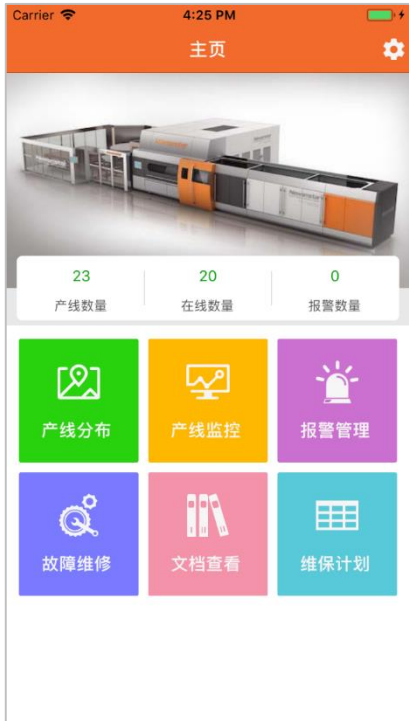 Carrier 4:25 PM
主页
23 20 0
产线数量 在线数量 报警数量
产线分布 产线监控 报警管理
故障维修 文档查看 维保计划